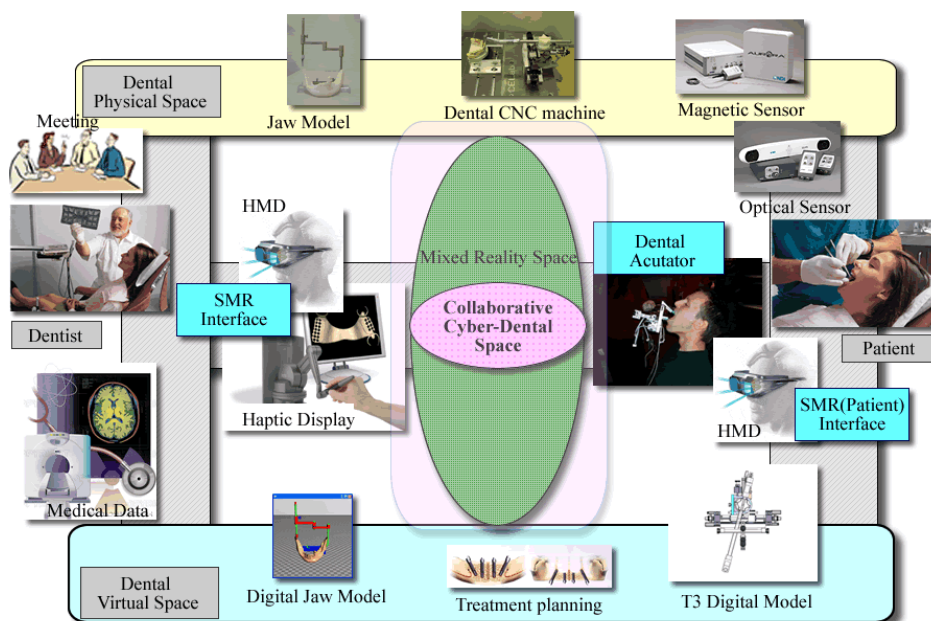 Dental
Physical Space
Jaw Model
Dental CNC machine
AURORA
Magnetic Sensor
Meeting
HMD
Optical Sensor
Mixed Reality Space
Dental
Acutator
SMR
Interface
Collaborative
Cyber-Dental
Space
Dentist
Patient
Haptic Display
HMD
SMR(Patient)
Interface
Medical Data
Dental
Virtual Space
Digital Jaw Model
Treatment planning
T3 Digital Model